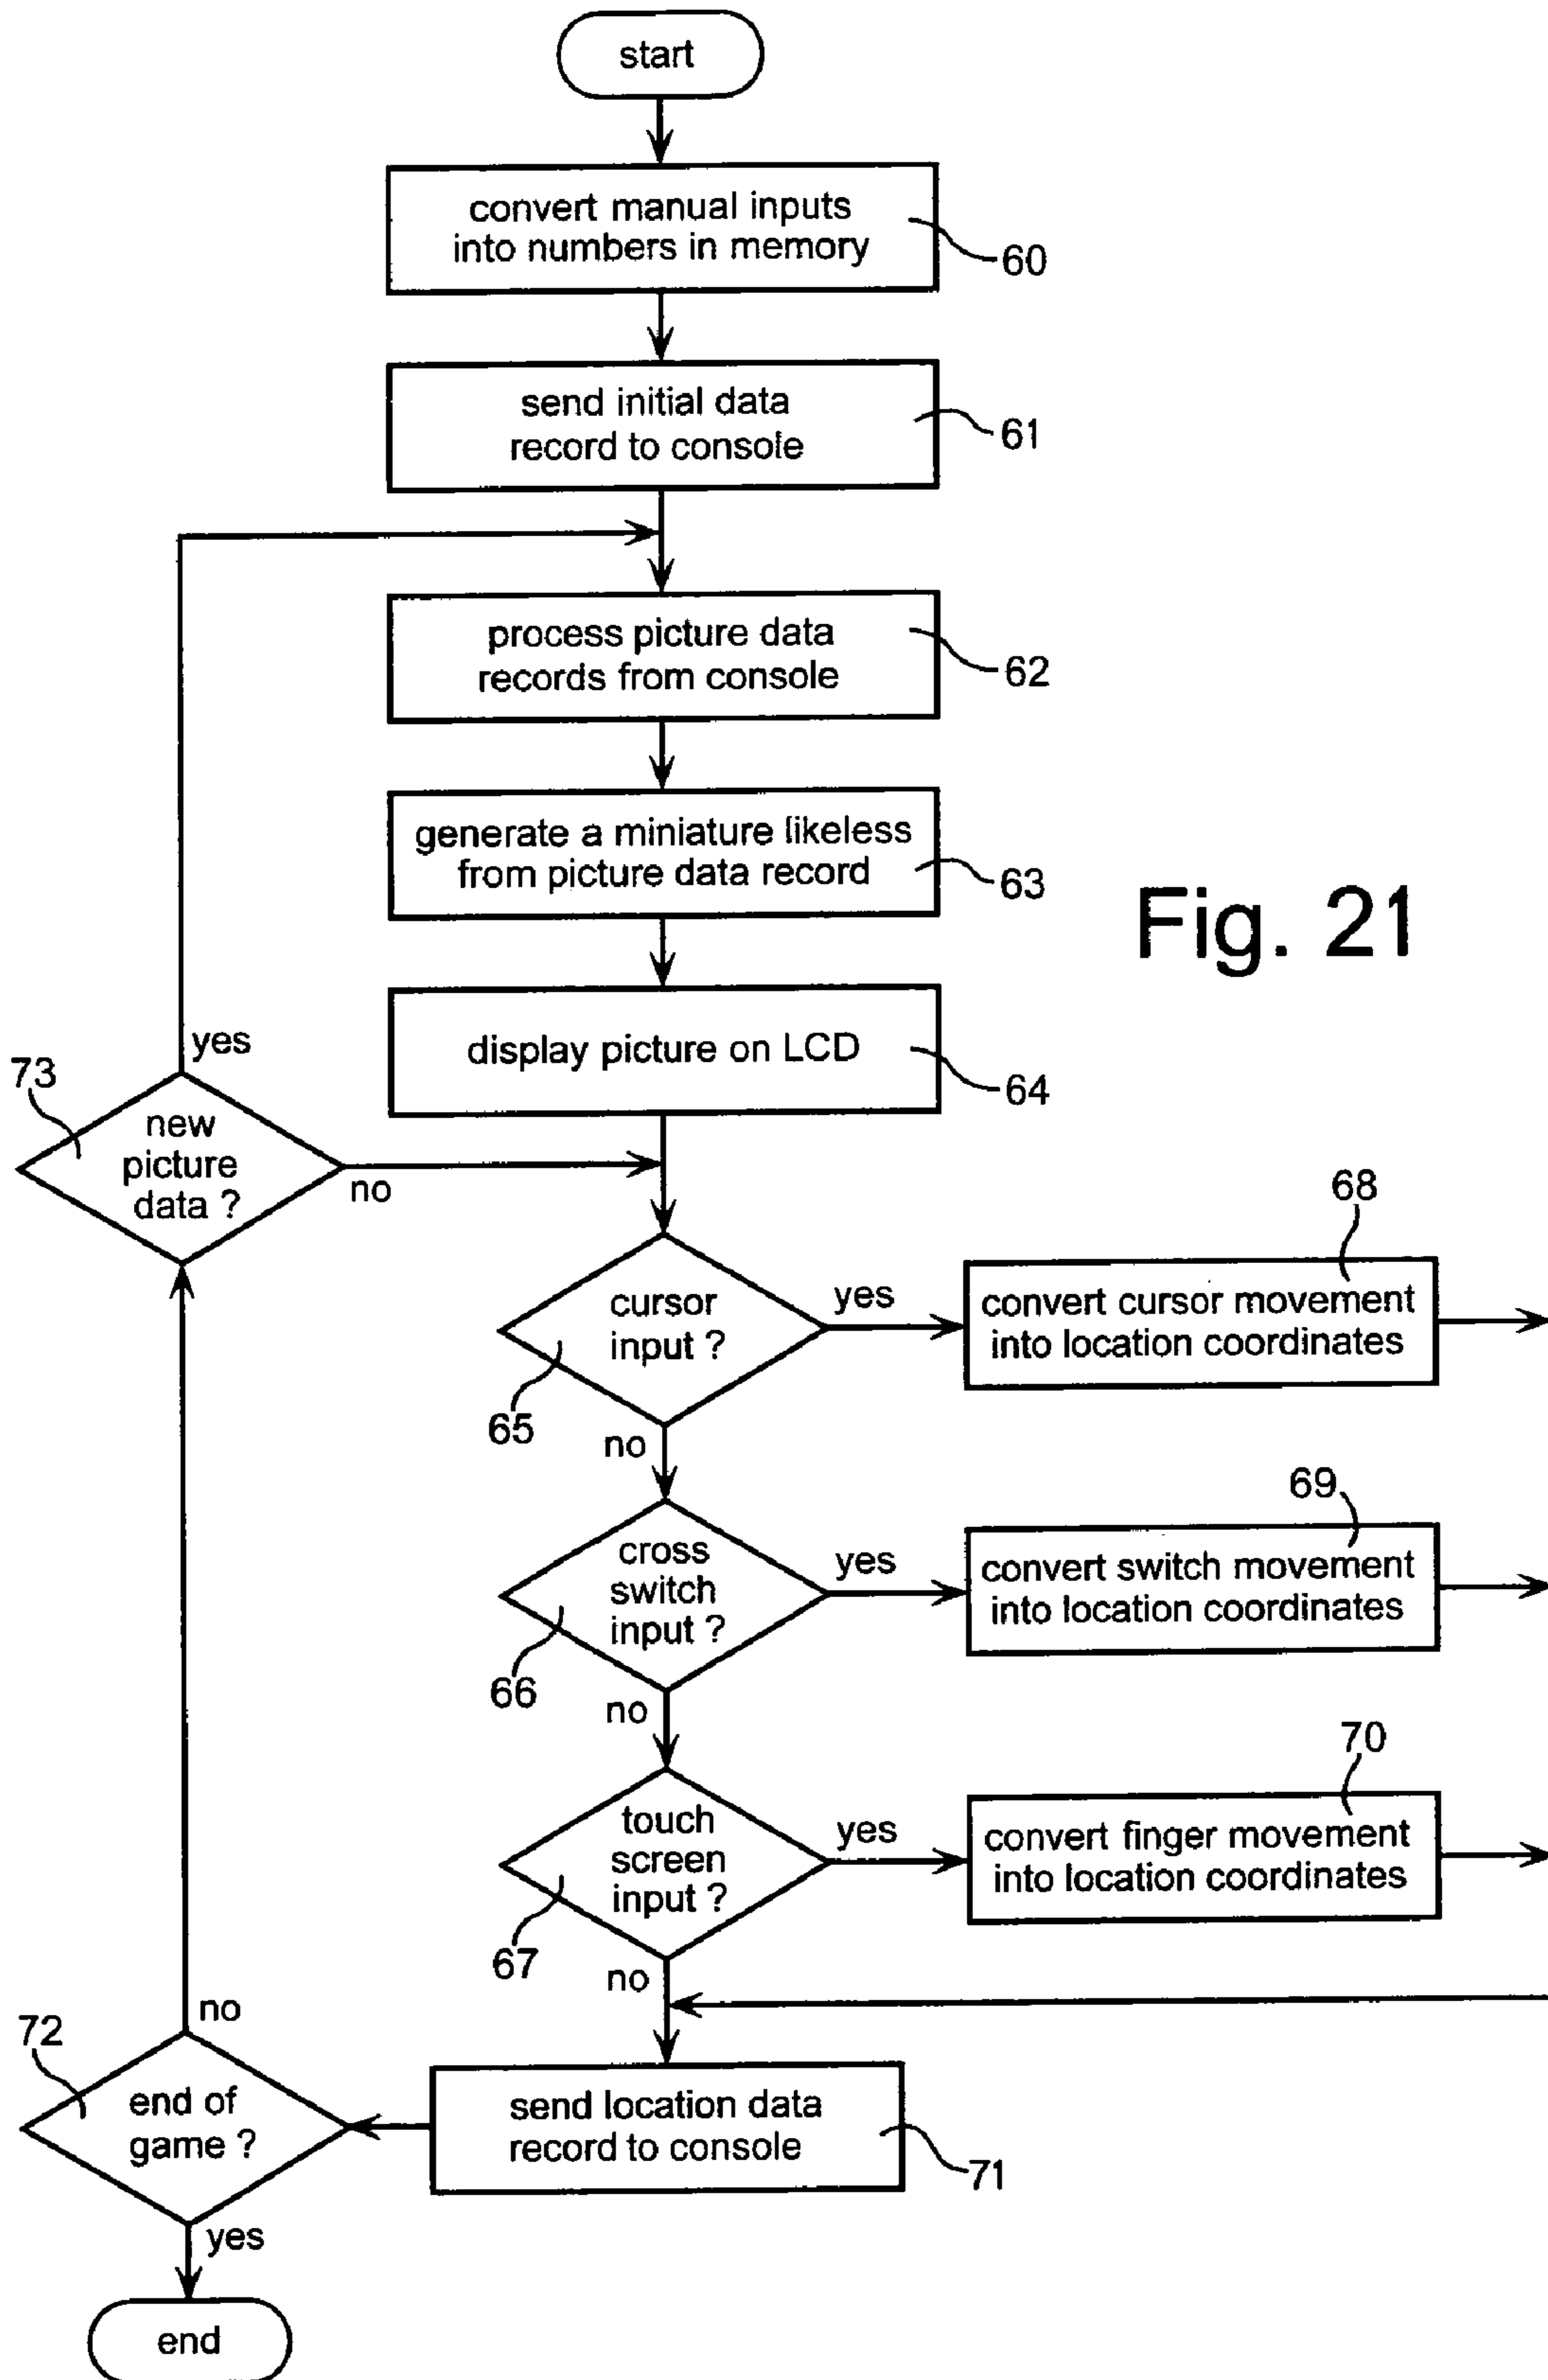 start
convert manual inputs
into numbers in memory
60
send initial data
record to console
61
process picture data
records from console
62
generate a miniature likeless
from picture data record
63
Fig. 21
display picture on LCD
64
yes
73
new
picture
data ?
no
68
cursor
input ?
yes
convert cursor movement
into location coordinates
65
no
69
cross
switch
input ?
yes
convert switch movement
into location coordinates
66
no
70
touch
screen
input ?
yes
convert finger movement
into location coordinates
67
no
no
72
end of
game ?
send location data
record to console
71
yes
end